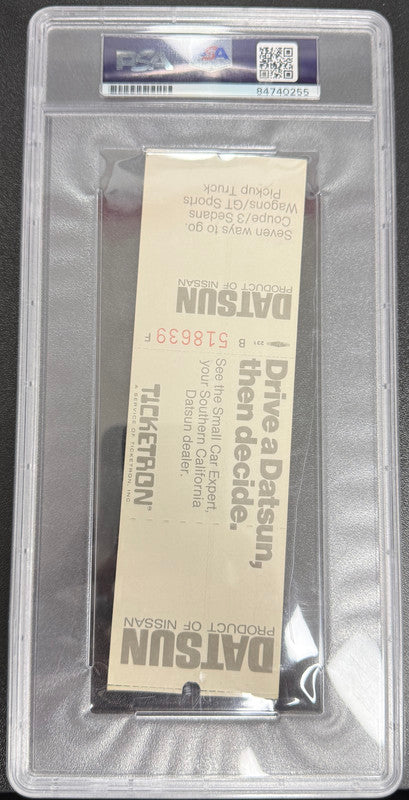 PSA
84740255
Seven ways to go.
Coupe/3 Sedans
Wagons/GT Sports
Pickup Truck
DATSUN
PRODUCT OF NISSAN
231 B 518639 F
Drive a Datsun,
then decide.
See the Small Car Expert,
your Southern California
Datsun dealer.
TICKETRON®
A SERVICE OF TICKETRON, INC.
DATSUN
PRODUCT OF NISSAN